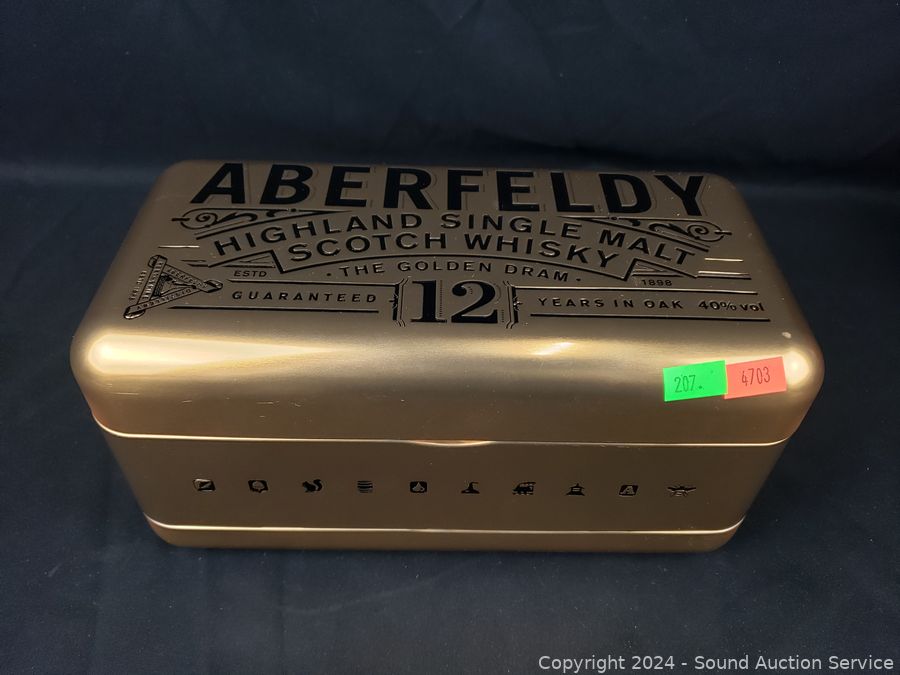 ABERFELDY
HIGHLAND SINGLE MALT
SCOTCH WHISKY
ESTD · THE GOLDEN DRAM · 1898
GUARANTEED 12 YEARS IN OAK 40% vol
207. 4703
A
Copyright 2024 - Sound Auction Service